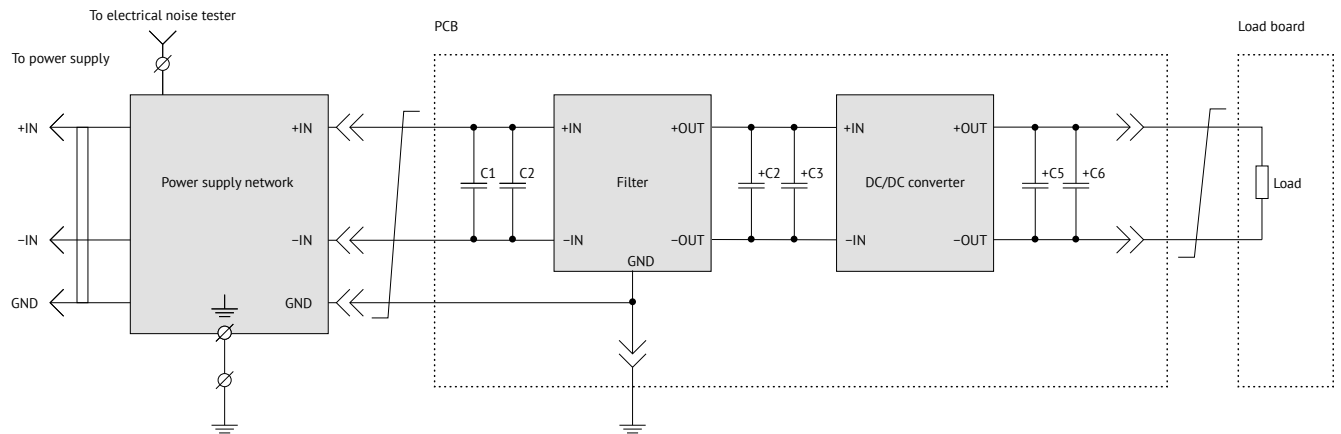 To electrical noise tester
To power supply
PCB
Load board
+IN
−IN
GND
+IN
−IN
GND
Power supply network
C1
C2
+IN
−IN
+OUT
−OUT
GND
Filter
+C2
+C3
+IN
−IN
+OUT
−OUT
DC/DC converter
+C5
+C6
Load